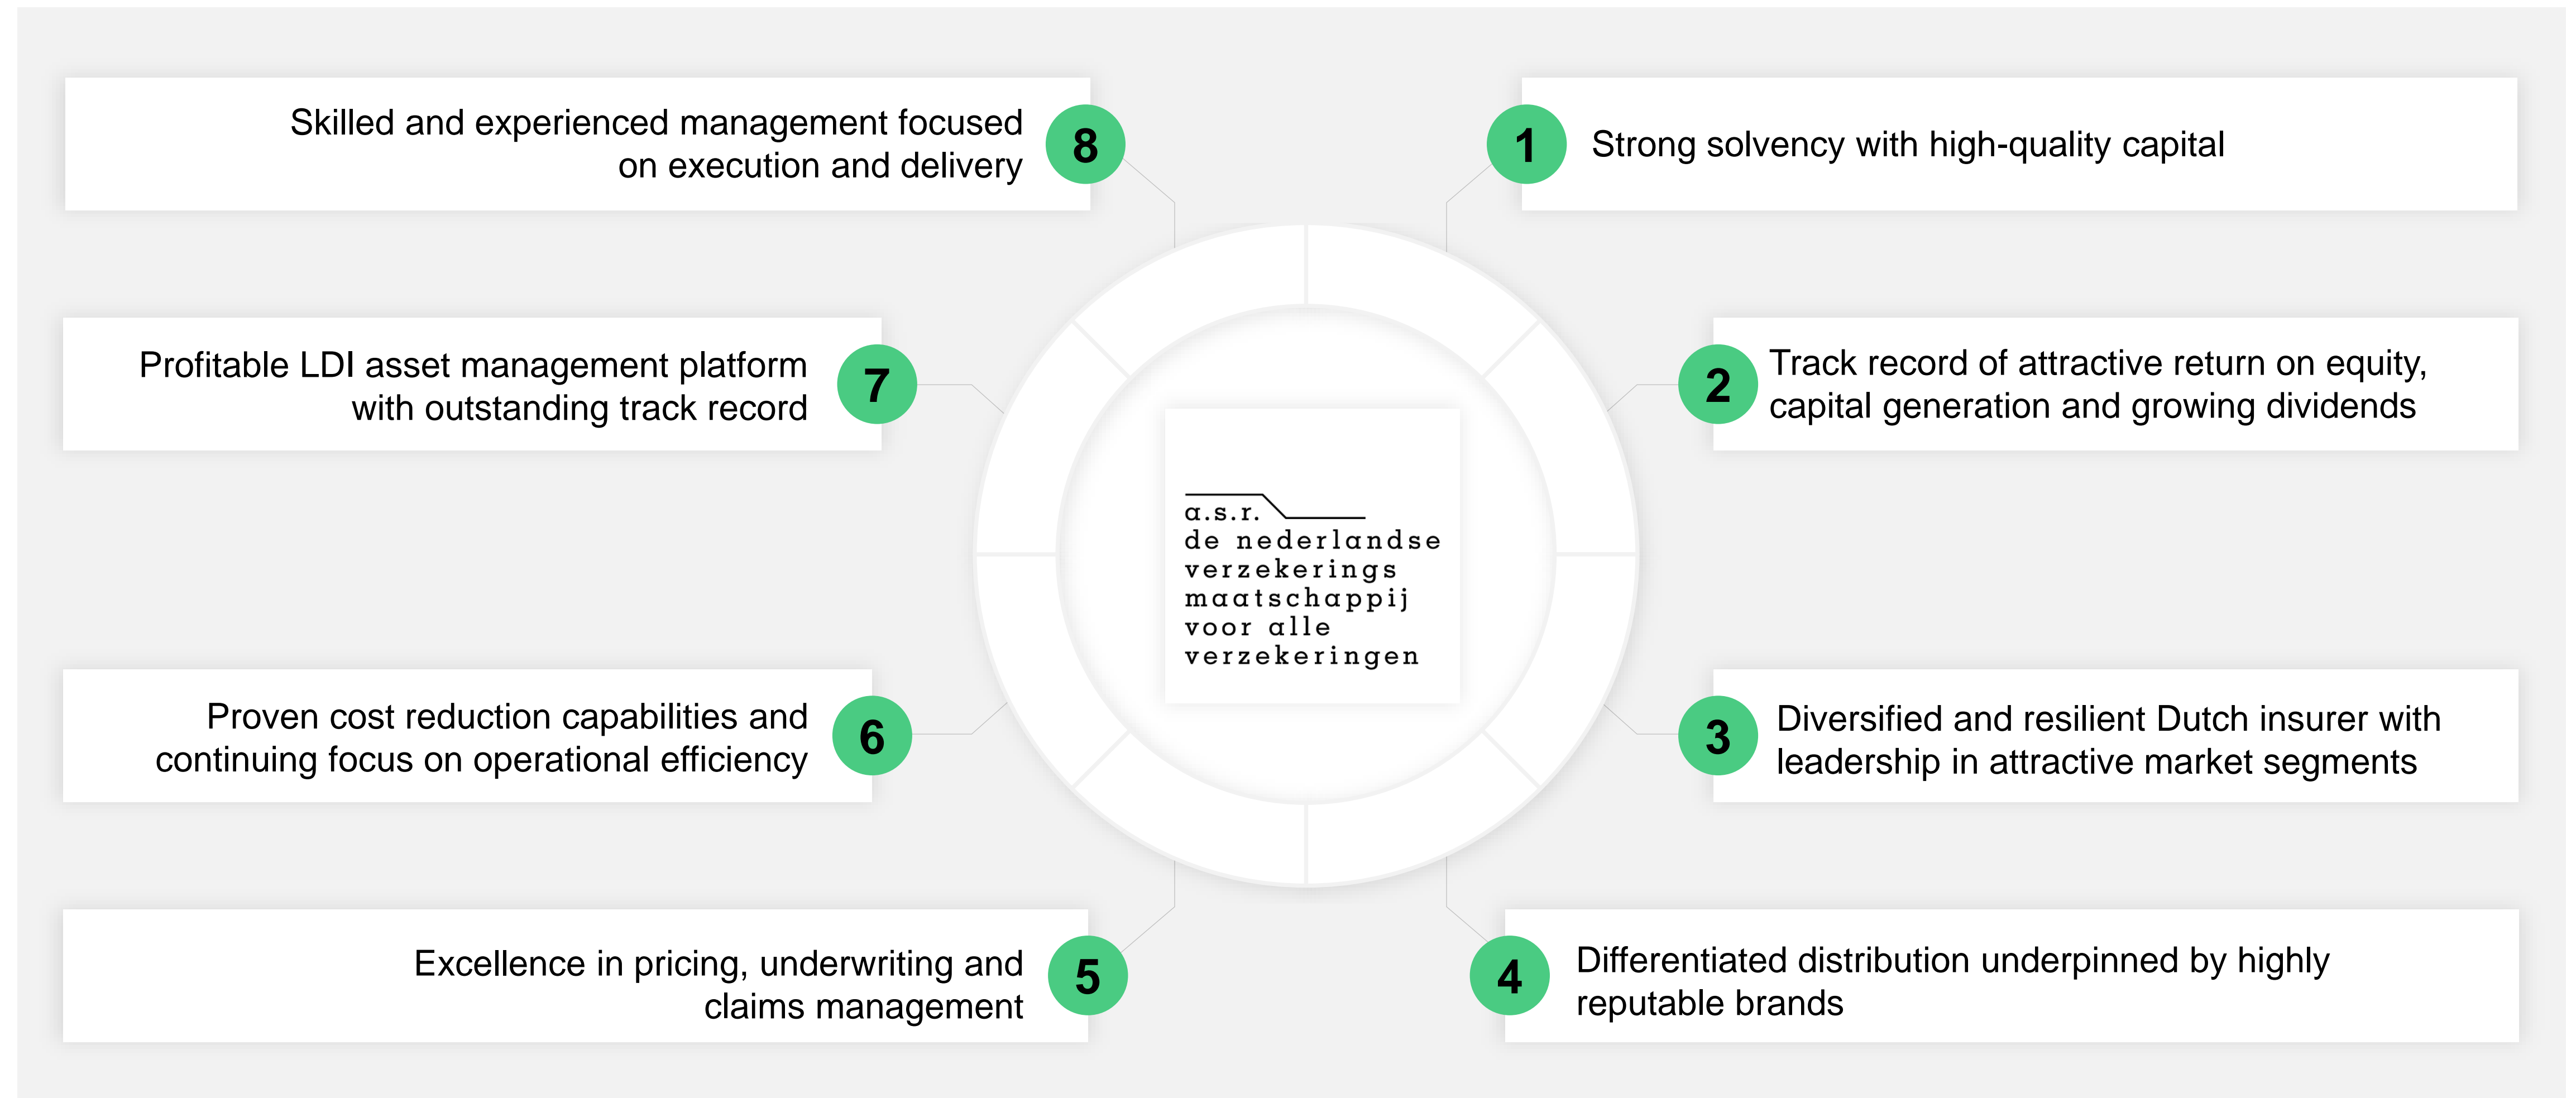 1
Strong solvency with high-quality capital
2
Track record of attractive return on equity,
capital generation and growing dividends
3
Diversified and resilient Dutch insurer with
leadership in attractive market segments
4
Differentiated distribution underpinned by highly
reputable brands
5
Excellence in pricing, underwriting and
claims management
6
Proven cost reduction capabilities and
continuing focus on operational efficiency
7
Profitable LDI asset management platform
with outstanding track record
8
Skilled and experienced management focused
on execution and delivery
a.s.r.
de nederlandse
verzekerings
maatschappij
voor alle
verzekeringen